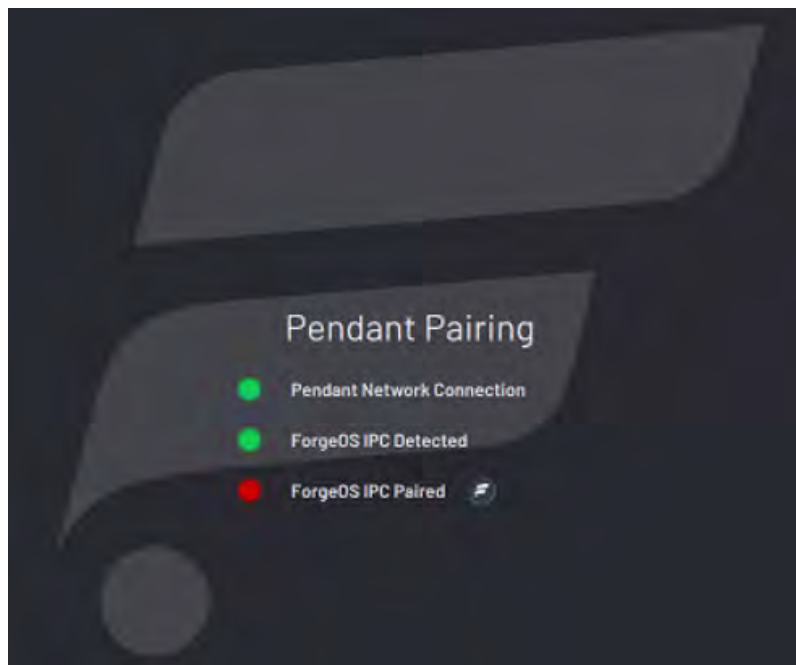 Pendant Pairing
Pendant Network Connection
ForgeOS IPC Detected
ForgeOS IPC Paired